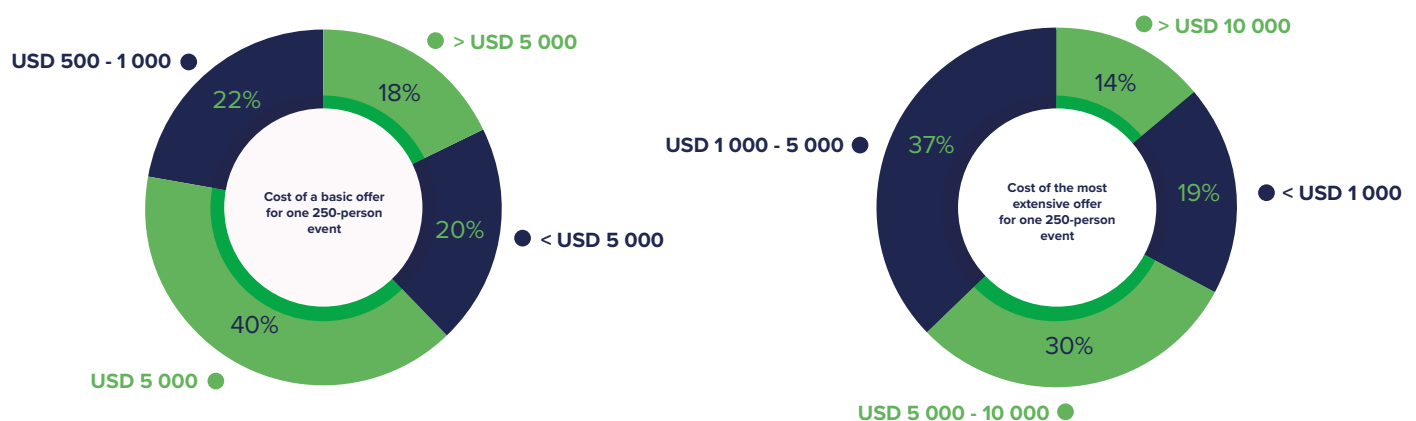 > USD 5 000
USD 500 - 1 000
18%
22%
Cost of a basic offer
for one 250-person
event
20%
< USD 5 000
40%
USD 5 000
> USD 10 000
14%
USD 1 000 - 5 000
37%
Cost of the most
extensive offer
for one 250-person
event
19%
< USD 1 000
30%
USD 5 000 - 10 000